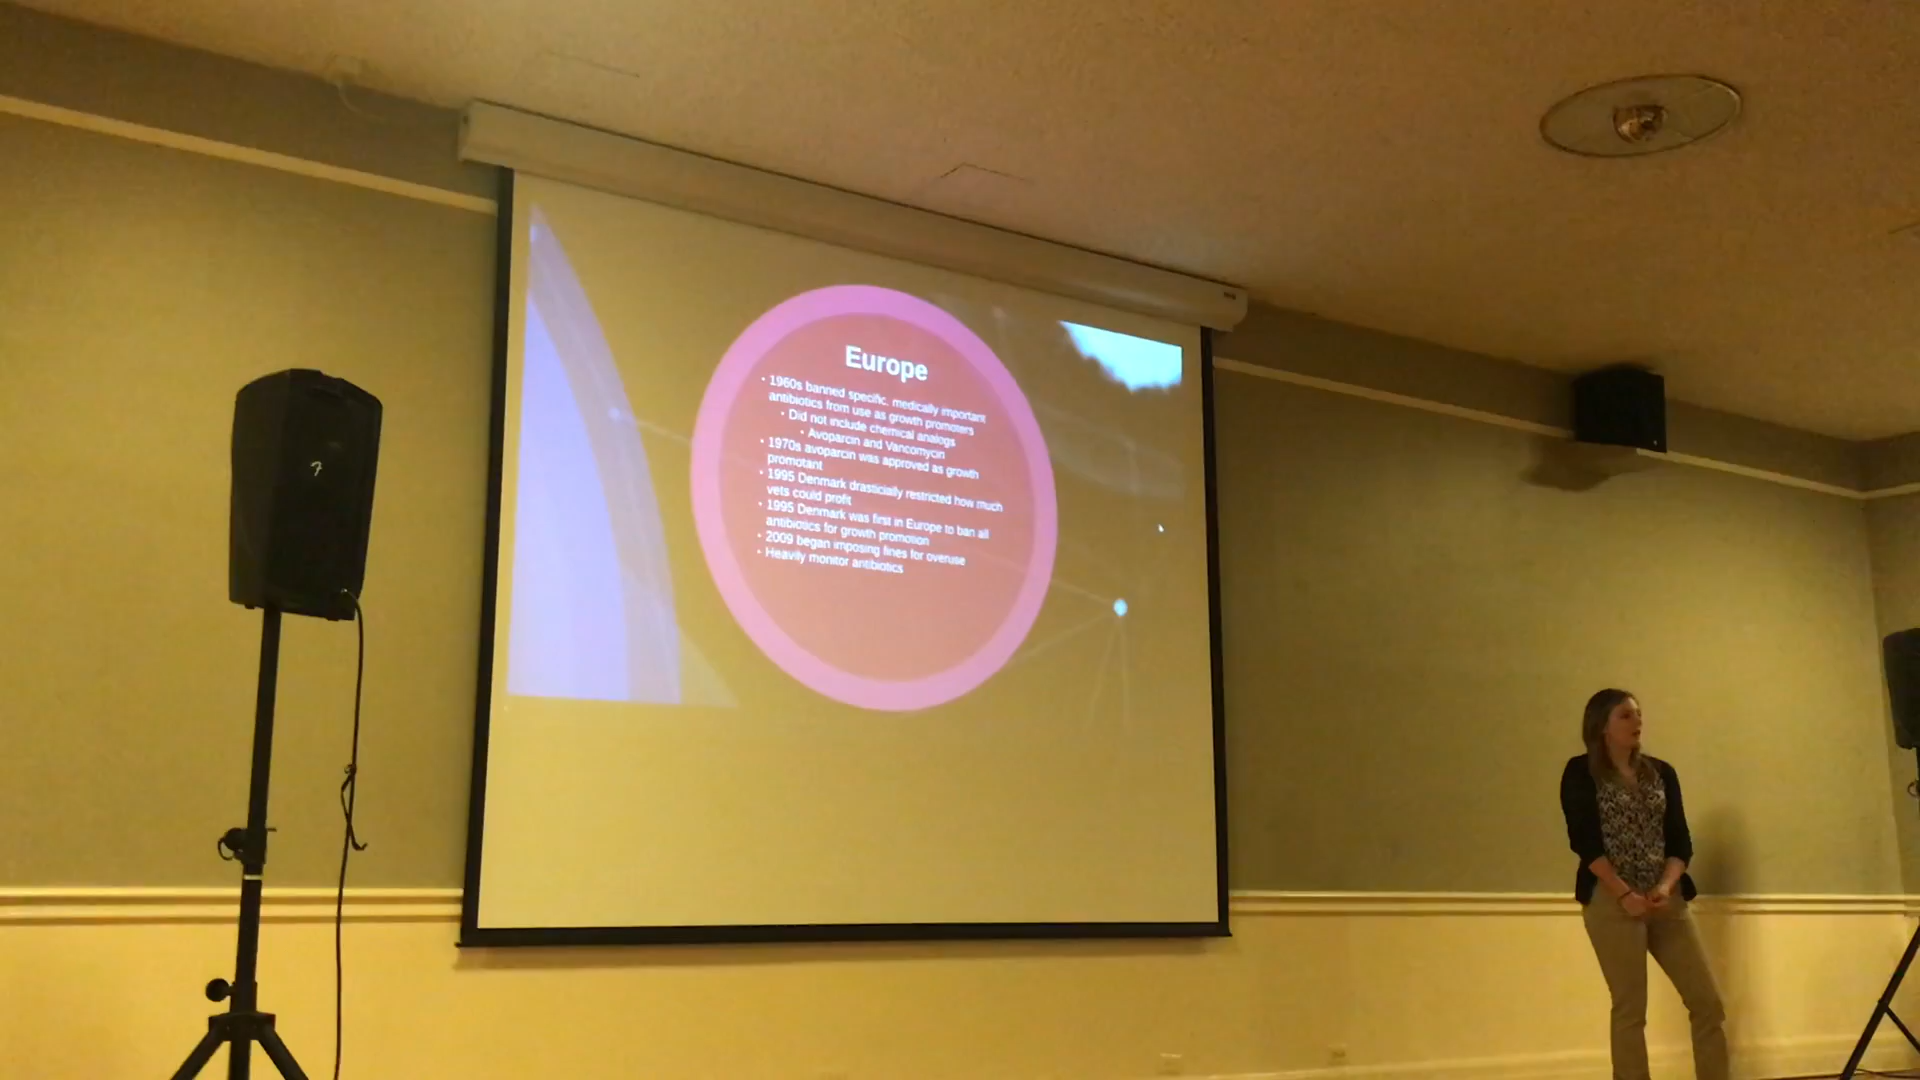 Europe
• 1960s banned specific, medically important
antibiotics from use as growth promoters
• Did not include chemical analogs
• Avoparcin and Vancomycin
• 1970s avoparcin was approved as growth
promotant
• 1995 Denmark drasticially restricted how much
vets could profit
• 1995 Denmark was first in Europe to ban all
antibiotics for growth promotion
• 2009 began imposing fines for overuse
• Heavily monitor antibiotics